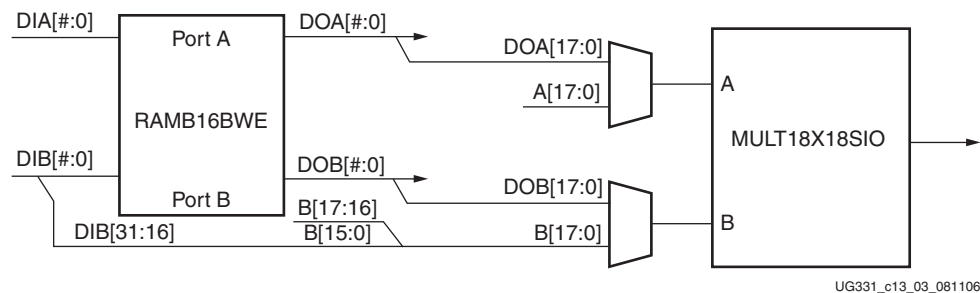 DIA[#:0]
DOA[#:0]
Port A
DOA[17:0]
A[17:0]
A
RAMB16BWE
MULT18X18SIO
DIB[#:0]
DOB[#:0]
Port B
DOB[17:0]
B[17:16]
B
DIB[31:16]
B[15:0]
B[17:0]
UG331_c13_03_081106